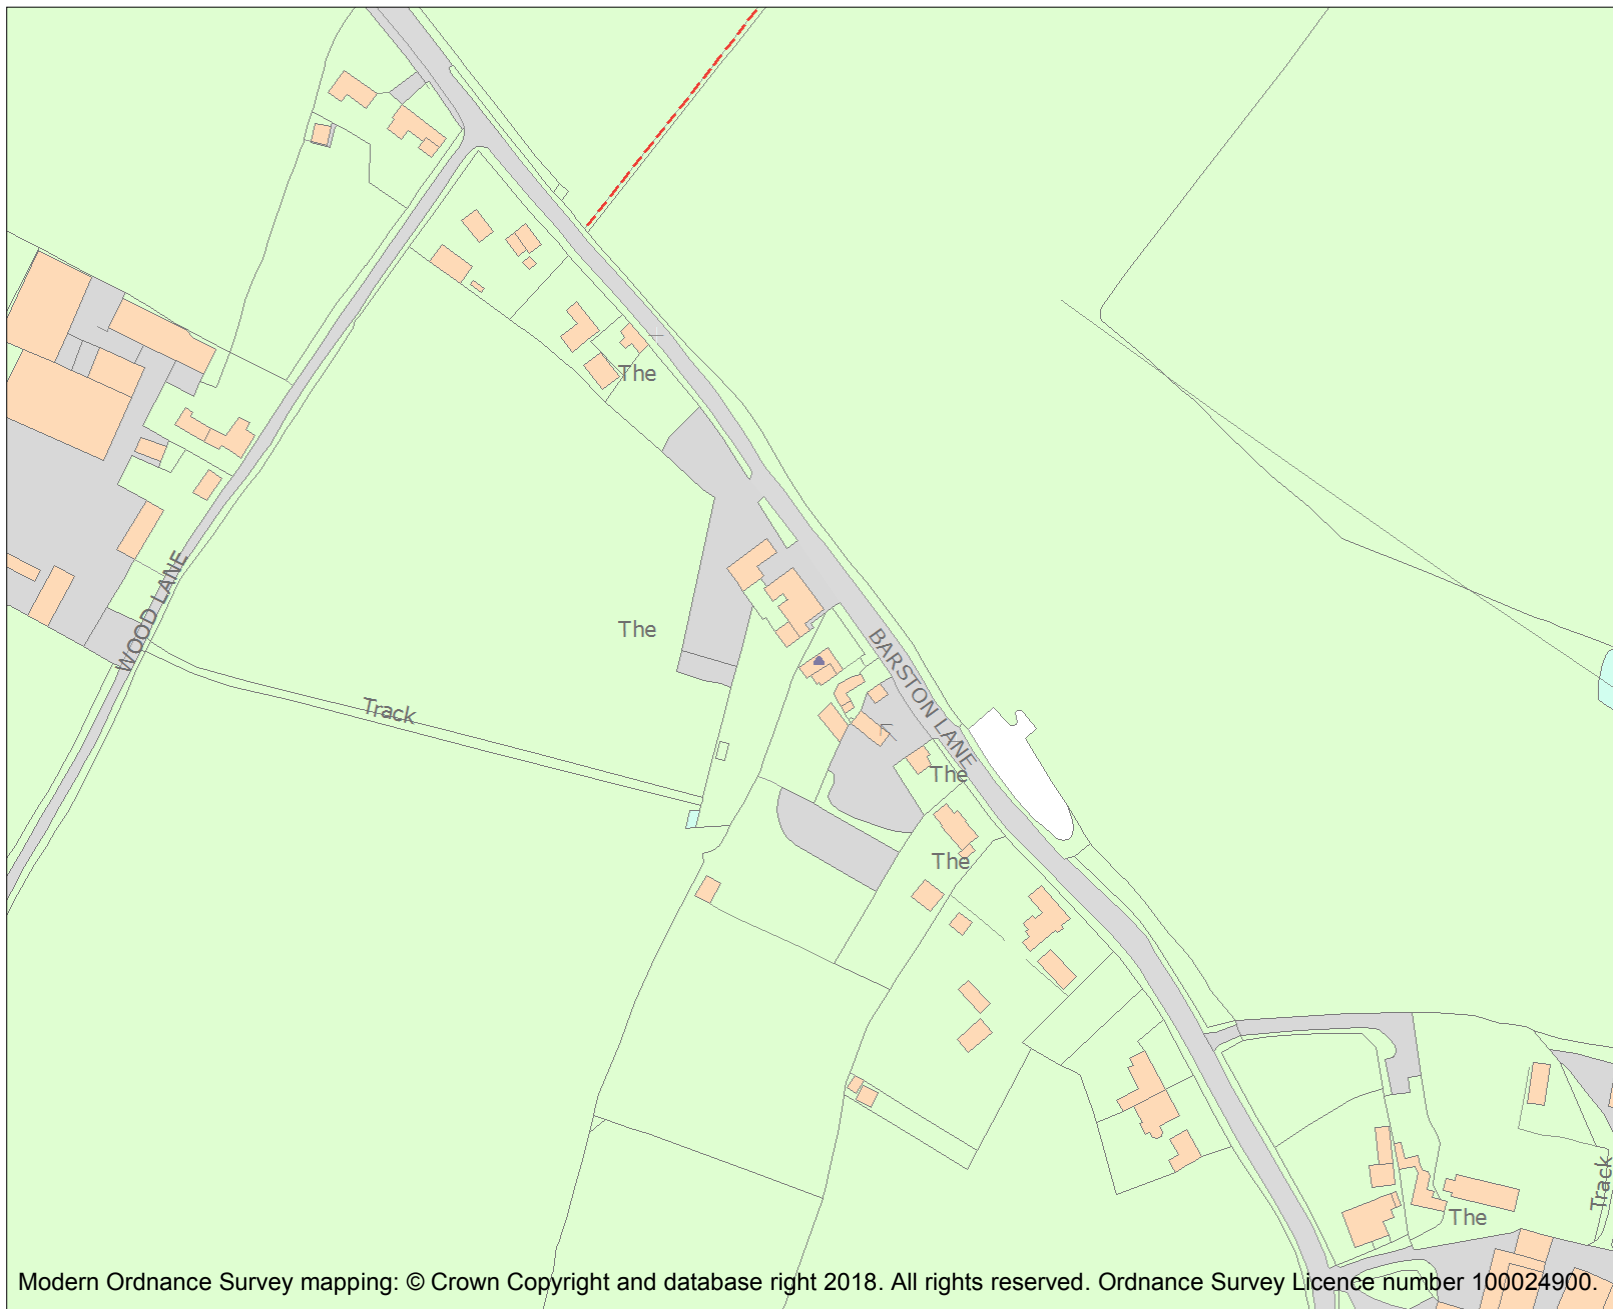 The
WOOD LANE
The
BARSTON LANE
Track
The
The
Track
The
Modern Ordnance Survey mapping: © Crown Copyright and database right 2018. All rights reserved. Ordnance Survey Licence number 100024900.